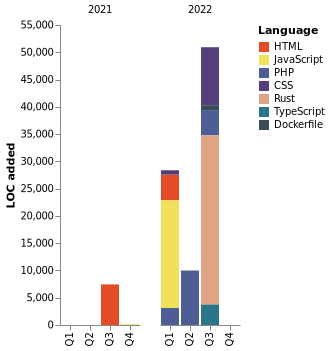 2021
2022
LOC added
55,000
50,000
45,000
40,000
35,000
30,000
25,000
20,000
15,000
10,000
5,000
0
Q1
Q2
Q3
Q4
Q1
Q2
Q3
Q4
Language
HTML
JavaScript
PHP
CSS
Rust
TypeScript
Dockerfile